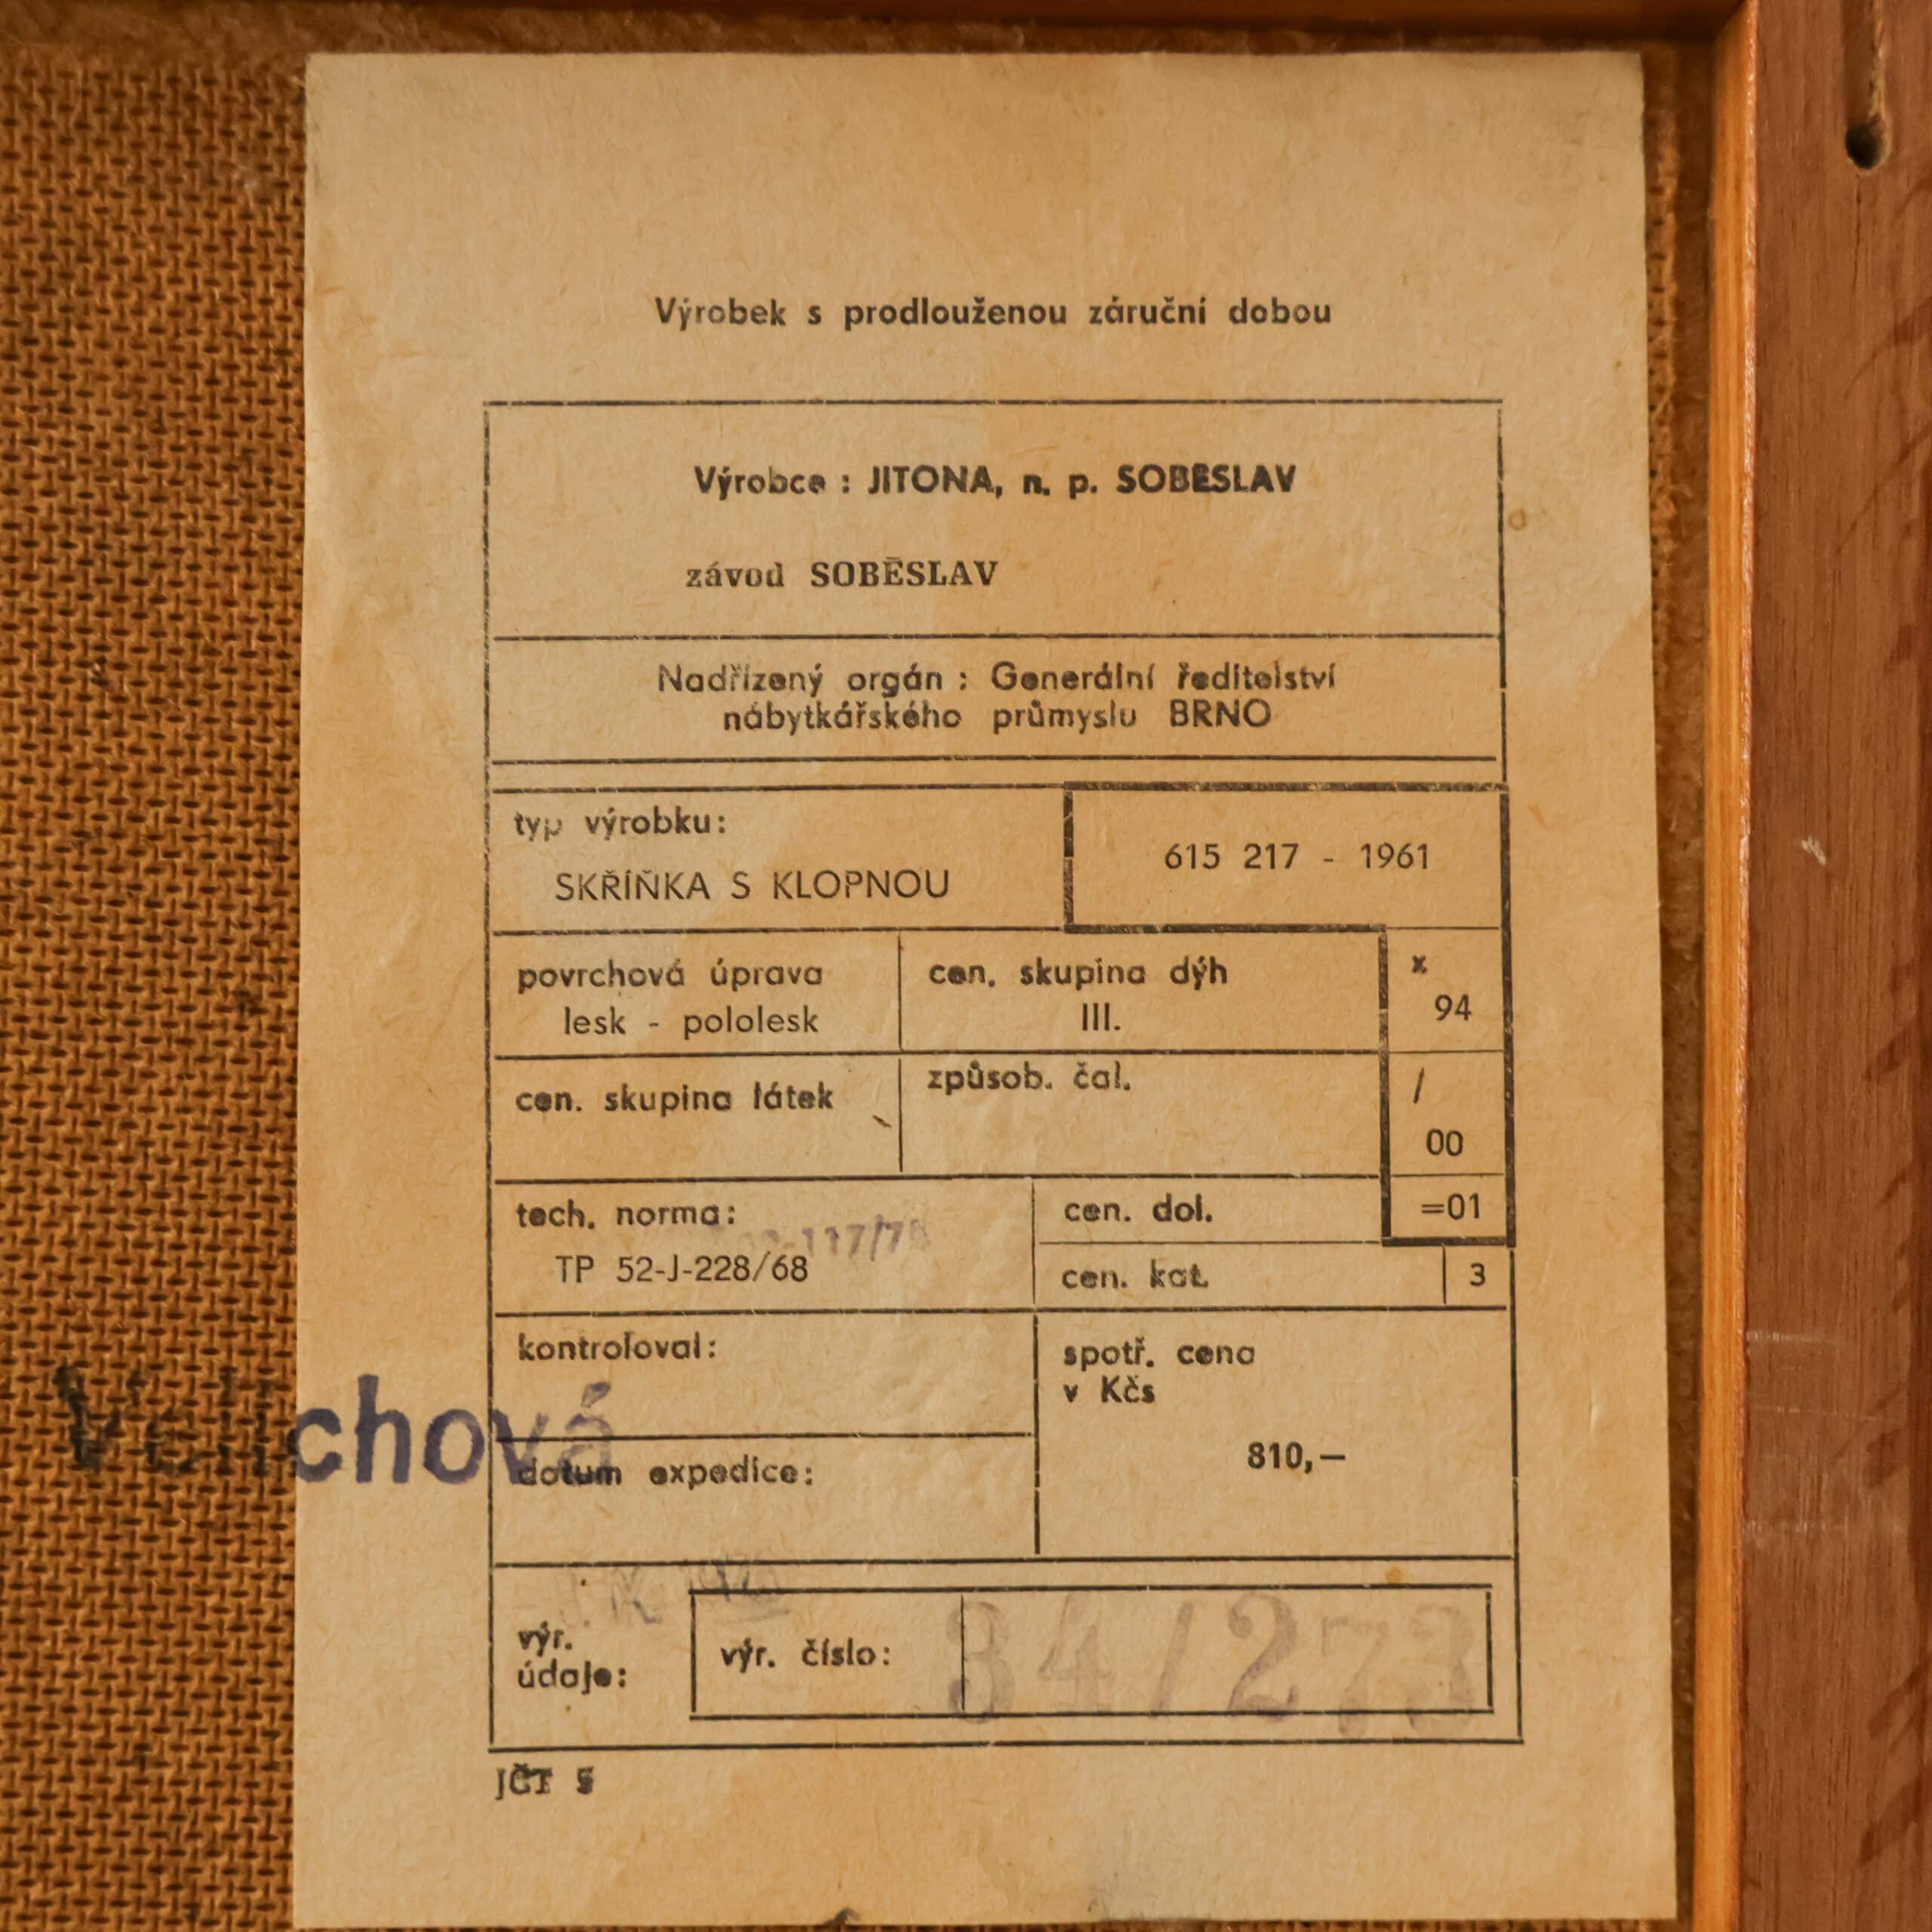 Výrobek s prodlouženou záruční dobou
Výrobce : JITONA, n. p. SOBĚSLAV
závod SOBĚSLAV
Nadřízený orgán : Generální ředitelství
nábytkářského průmyslu BRNO
typ výrobku:
SKŘÍŇKA S KLOPNOU
615 217 - 1961
povrchová úprava
lesk - pololesk
cen. skupina dýh
III.
x
94
cen. skupina látek
způsob. čal.
/
00
tech. norma:
TP 52-J-228/68
cen. dol.
=01
cen. kat.
3
kontroloval:
spotř. cena
v Kčs
810,—
datum expedice:
výr.
údaje:
výr. číslo:
34/273
JČT 5